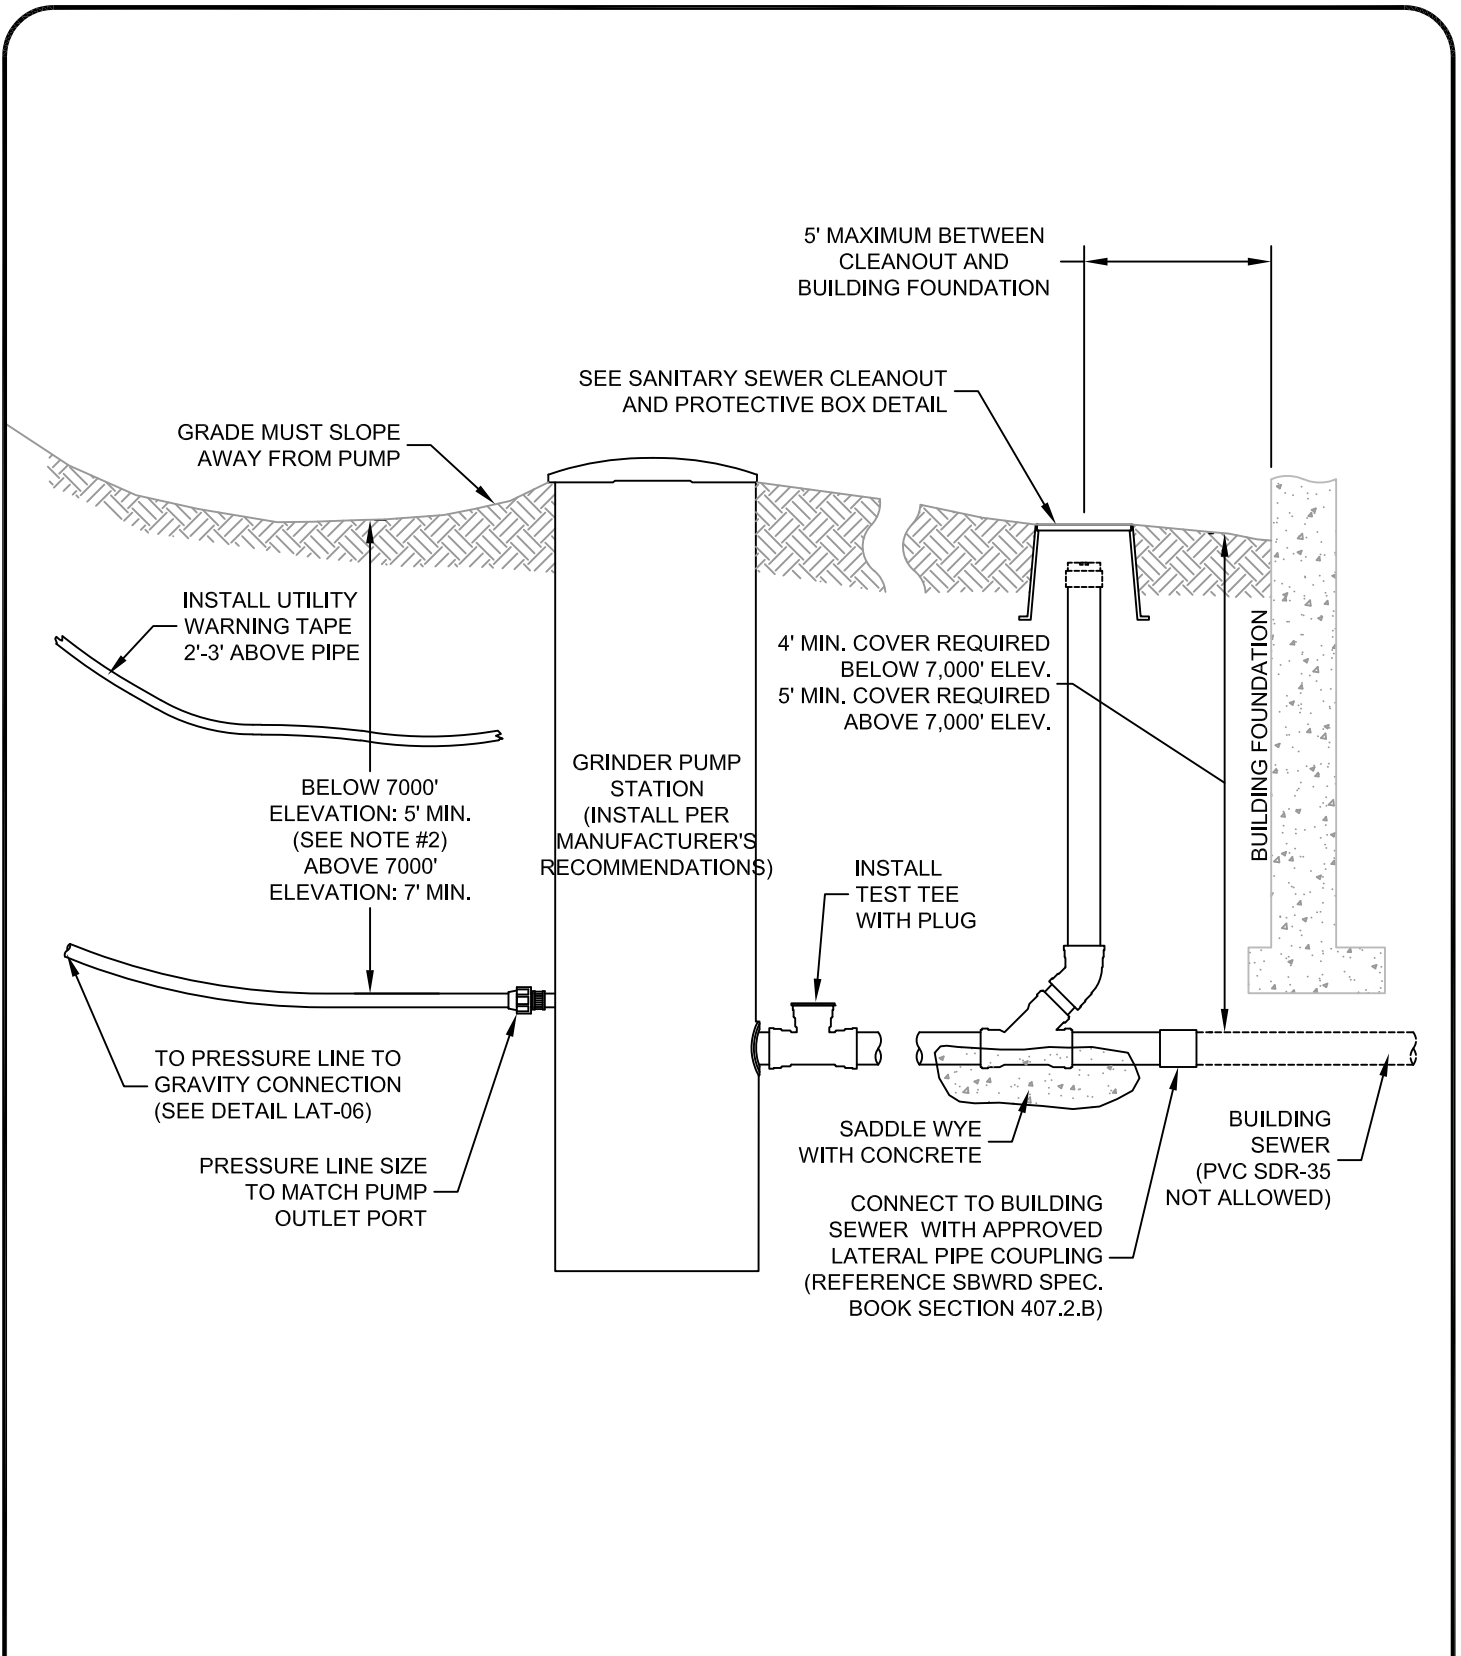 5' MAXIMUM BETWEEN
CLEANOUT AND
BUILDING FOUNDATION
SEE SANITARY SEWER CLEANOUT
AND PROTECTIVE BOX DETAIL
GRADE MUST SLOPE
AWAY FROM PUMP
INSTALL UTILITY
WARNING TAPE
2'-3' ABOVE PIPE
4' MIN. COVER REQUIRED
BELOW 7,000' ELEV.
5' MIN. COVER REQUIRED
ABOVE 7,000' ELEV.
BUILDING FOUNDATION
GRINDER PUMP
STATION
(INSTALL PER
MANUFACTURER'S
RECOMMENDATIONS)
BELOW 7000'
ELEVATION: 5' MIN.
(SEE NOTE #2)
ABOVE 7000'
ELEVATION: 7' MIN.
INSTALL
TEST TEE
WITH PLUG
TO PRESSURE LINE TO
GRAVITY CONNECTION
(SEE DETAIL LAT-06)
PRESSURE LINE SIZE
TO MATCH PUMP
OUTLET PORT
SADDLE WYE
WITH CONCRETE
BUILDING
SEWER
(PVC SDR-35
NOT ALLOWED)
CONNECT TO BUILDING
SEWER  WITH APPROVED
LATERAL PIPE COUPLING
(REFERENCE SBWRD SPEC.
BOOK SECTION 407.2.B)